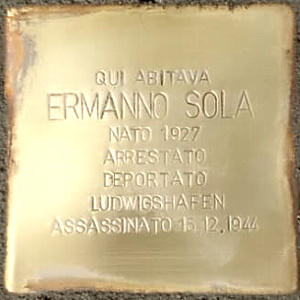 QUI ABITAVA
ERMANNO SOLA
NATO 1927
ARRESTATO
DEPORTATO
LUDWIGSHAFEN
ASSASSINATO 15.12.1944